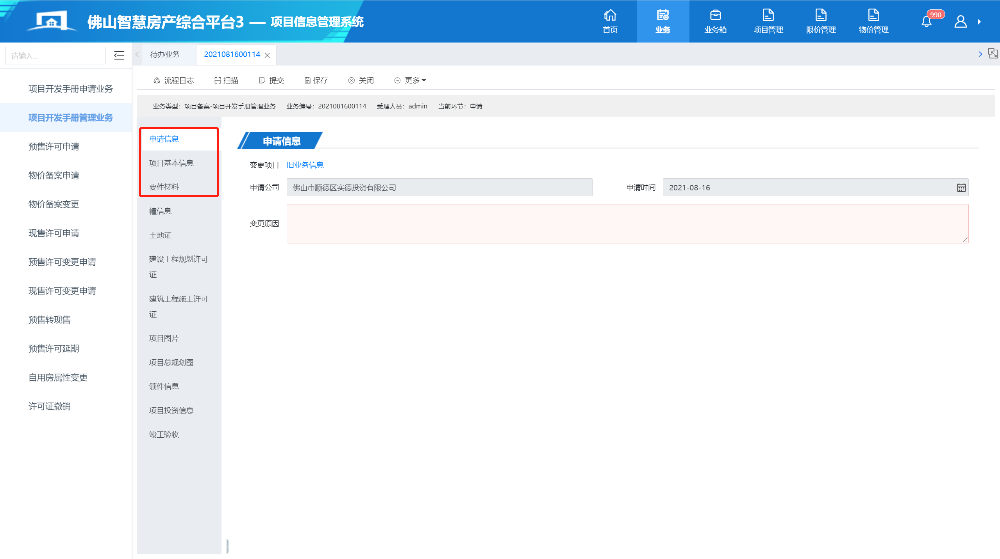 佛山智慧房产综合平台3 — 项目信息管理系统
首页
业务
业务箱
项目管理
限价管理
物价管理
990
请输入...
待办业务
2021081600114
项目开发手册申请业务
项目开发手册管理业务
预售许可申请
物价备案申请
物价备案变更
现售许可申请
预售许可变更申请
现售许可变更申请
预售转现售
预售许可延期
自用房属性变更
许可证撤销
流程日志
扫描
提交
保存
关闭
更多
业务类型：项目备案-项目开发手册管理业务 业务编号：2021081600114 受理人员：admin 当前环节：申请
申请信息
项目基本信息
要件材料
幢信息
土地证
建设工程规划许可
证
建筑工程施工许可
证
项目图片
项目总规划图
领件信息
项目投资信息
竣工验收
申请信息
变更项目 旧业务信息
申请公司 佛山市顺德区实德投资有限公司
申请时间 2021-08-16
变更原因